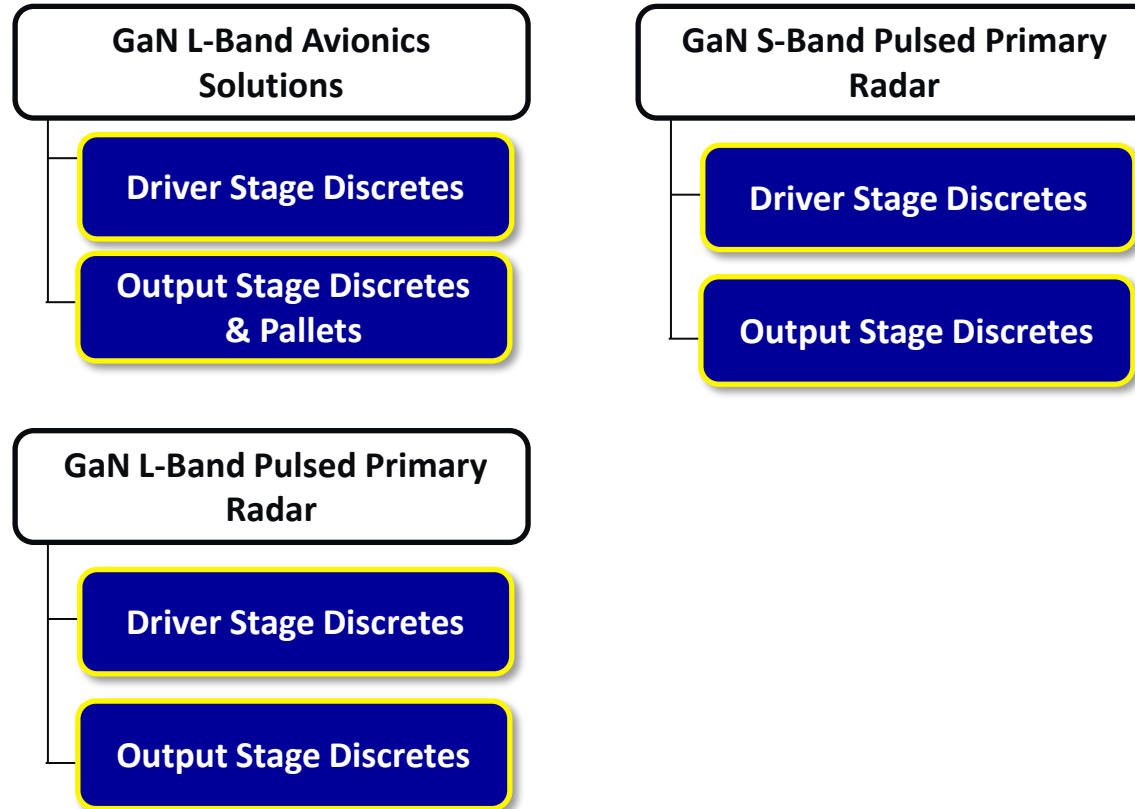 GaN L-Band Avionics
Solutions
Driver Stage Discretes
Output Stage Discretes
& Pallets
GaN S-Band Pulsed Primary
Radar
Driver Stage Discretes
Output Stage Discretes
GaN L-Band Pulsed Primary
Radar
Driver Stage Discretes
Output Stage Discretes